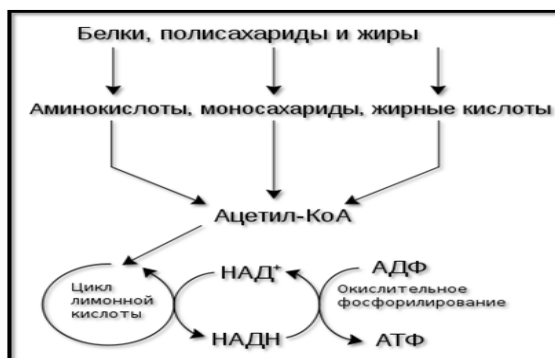 Белки, полисахариды и жиры
Аминокислоты, моносахариды, жирные кислоты
Ацетил-КоА
Цикл
лимонной
кислоты
НАД⁺
НАДН
АДФ
Окислительное
фосфорилирование
АТФ